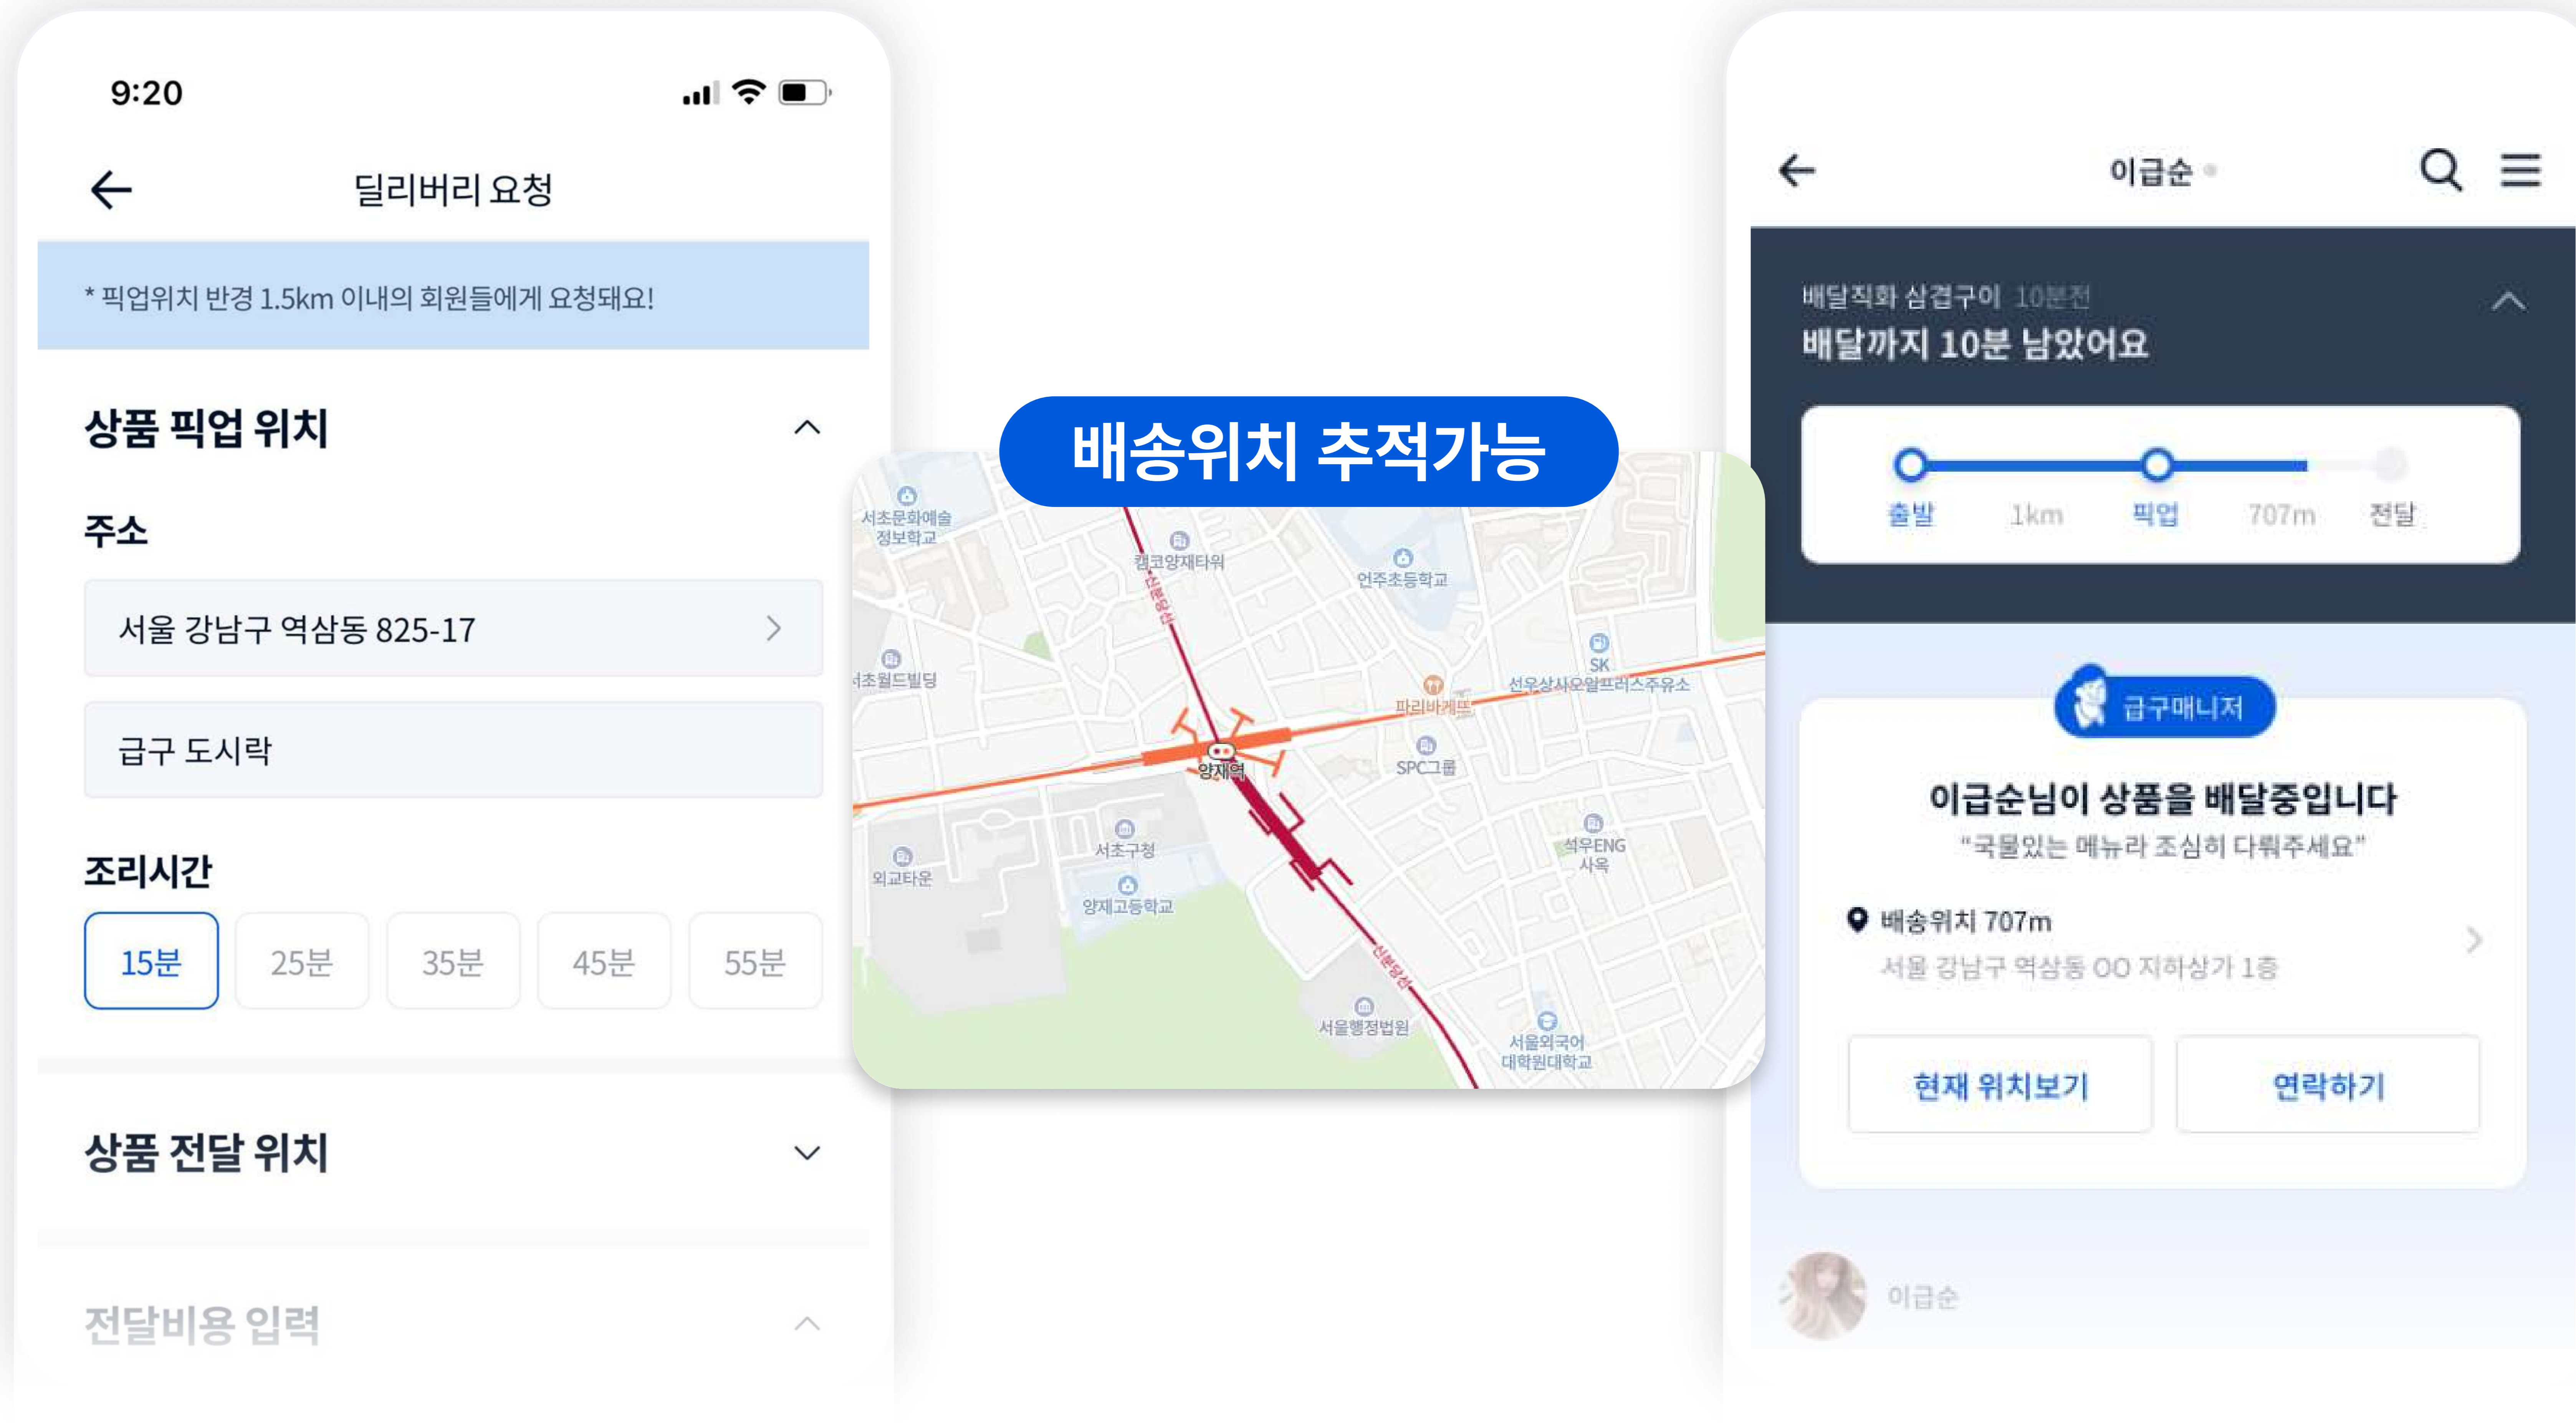 9:20
딜리버리 요청
* 픽업위치 반경 1.5km 이내의 회원들에게 요청돼요!
상품 픽업 위치
주소
서울 강남구 역삼동 825-17
급구 도시락
조리시간
15분 25분 35분 45분 55분
상품 전달 위치
전달비용 입력
배송위치 추적가능
서초문화예술
정보학교
캠코양재타워
신분당선
언주초등학교
서초월드빌딩
SK
선우상사오일프러스주유소
파리바게뜨
SPC그룹
양재역
서초구청
외교타운
양재고등학교
석우ENG
사옥
신분당선
서울행정법원
서울외국어
대학원대학교
이급순
배달직화 삼겹구이 10분전
배달까지 10분 남았어요
출발 1km 픽업 707m 전달
급구매니저
이급순님이 상품을 배달중입니다
“국물있는 메뉴라 조심히 다뤄주세요”
배송위치 707m
서울 강남구 역삼동 OO 지하상가 1층
현재 위치보기 연락하기
이급순